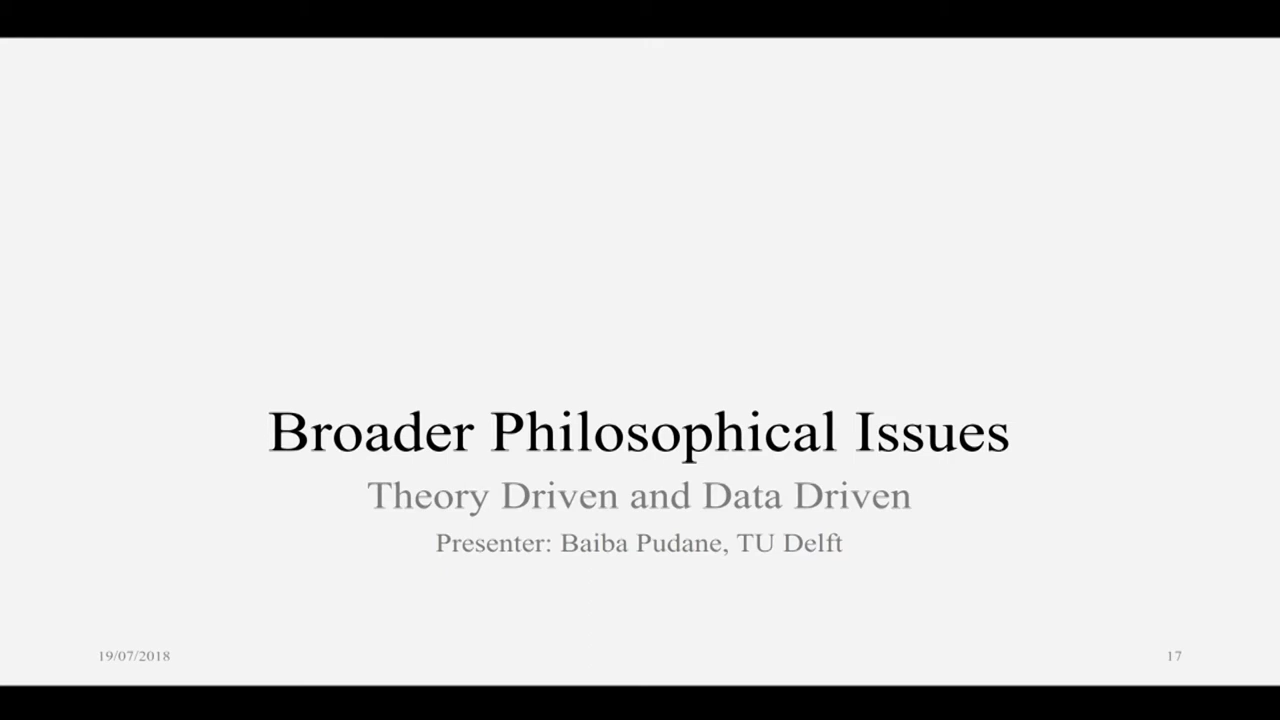 Broader Philosophical Issues
Theory Driven and Data Driven
Presenter: Baiba Pudane, TU Delft
19/07/2018
17